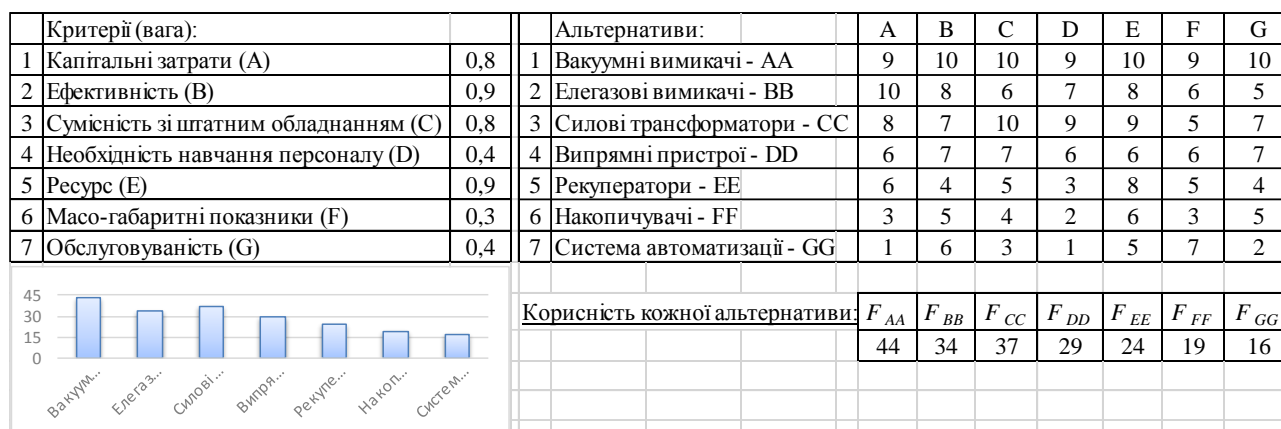 Критерії (вага): Альтернативи: A B C D E F G
1 Капітальні затрати (A) 0,8 1 Вакуумні вимикачі - AA 9 10 10 9 10 9 10
2 Ефективність (B) 0,9 2 Елегазові вимикачі - BB 10 8 6 7 8 6 5
3 Сумісність зі штатним обладнанням (C) 0,8 3 Силові трансформатори - CC 8 7 10 9 9 5 7
4 Необхідність навчання персоналу (D) 0,4 4 Випрямні пристрої - DD 6 7 7 6 6 6 7
5 Ресурс (E) 0,9 5 Рекуператори - EE 6 4 5 3 8 5 4
6 Масо-габаритні показники (F) 0,3 6 Накопичувачі - FF 3 5 4 2 6 3 5
7 Обслуговуваність (G) 0,4 7 Система автоматизації - GG 1 6 3 1 5 7 2
45
30
15
0
Вакуум... Елегаз... Силові... Випря... Рекупе... Накоп... Систем...
Корисність кожної альтернативи: F AA F BB F CC F DD F EE F FF F GG
44 34 37 29 24 19 16